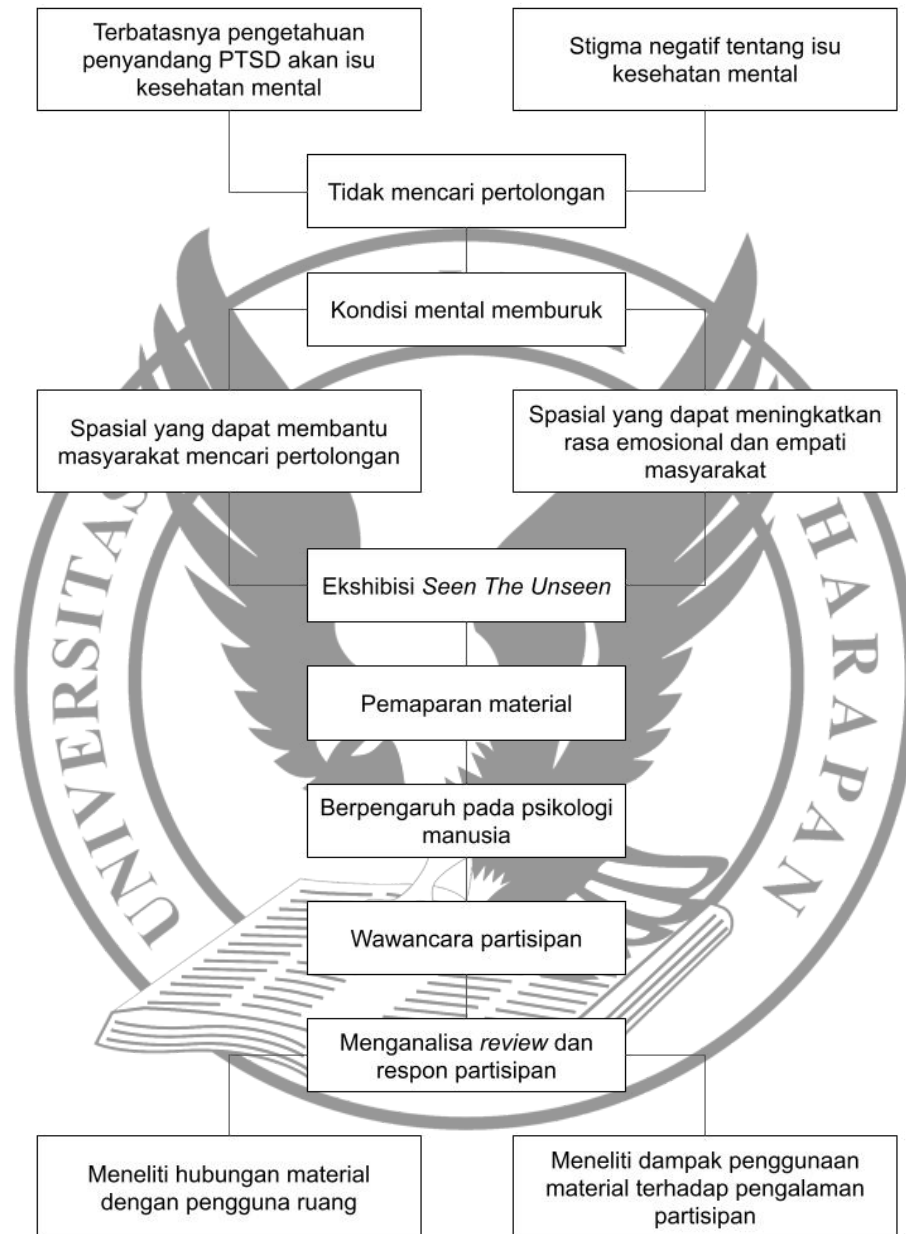 Terbatasnya pengetahuan
penyandang PTSD akan isu
kesehatan mental
Stigma negatif tentang isu
kesehatan mental
Tidak mencari pertolongan
Kondisi mental memburuk
Spasial yang dapat membantu
masyarakat mencari pertolongan
Spasial yang dapat meningkatkan
rasa emosional dan empati
masyarakat
Ekshibisi Seen The Unseen
Pemaparan material
Berpengaruh pada psikologi
manusia
Wawancara partisipan
Menganalisa review dan
respon partisipan
Meneliti hubungan material
dengan pengguna ruang
Meneliti dampak penggunaan
material terhadap pengalaman
partisipan
UNIVERSITAS
HARAPAN